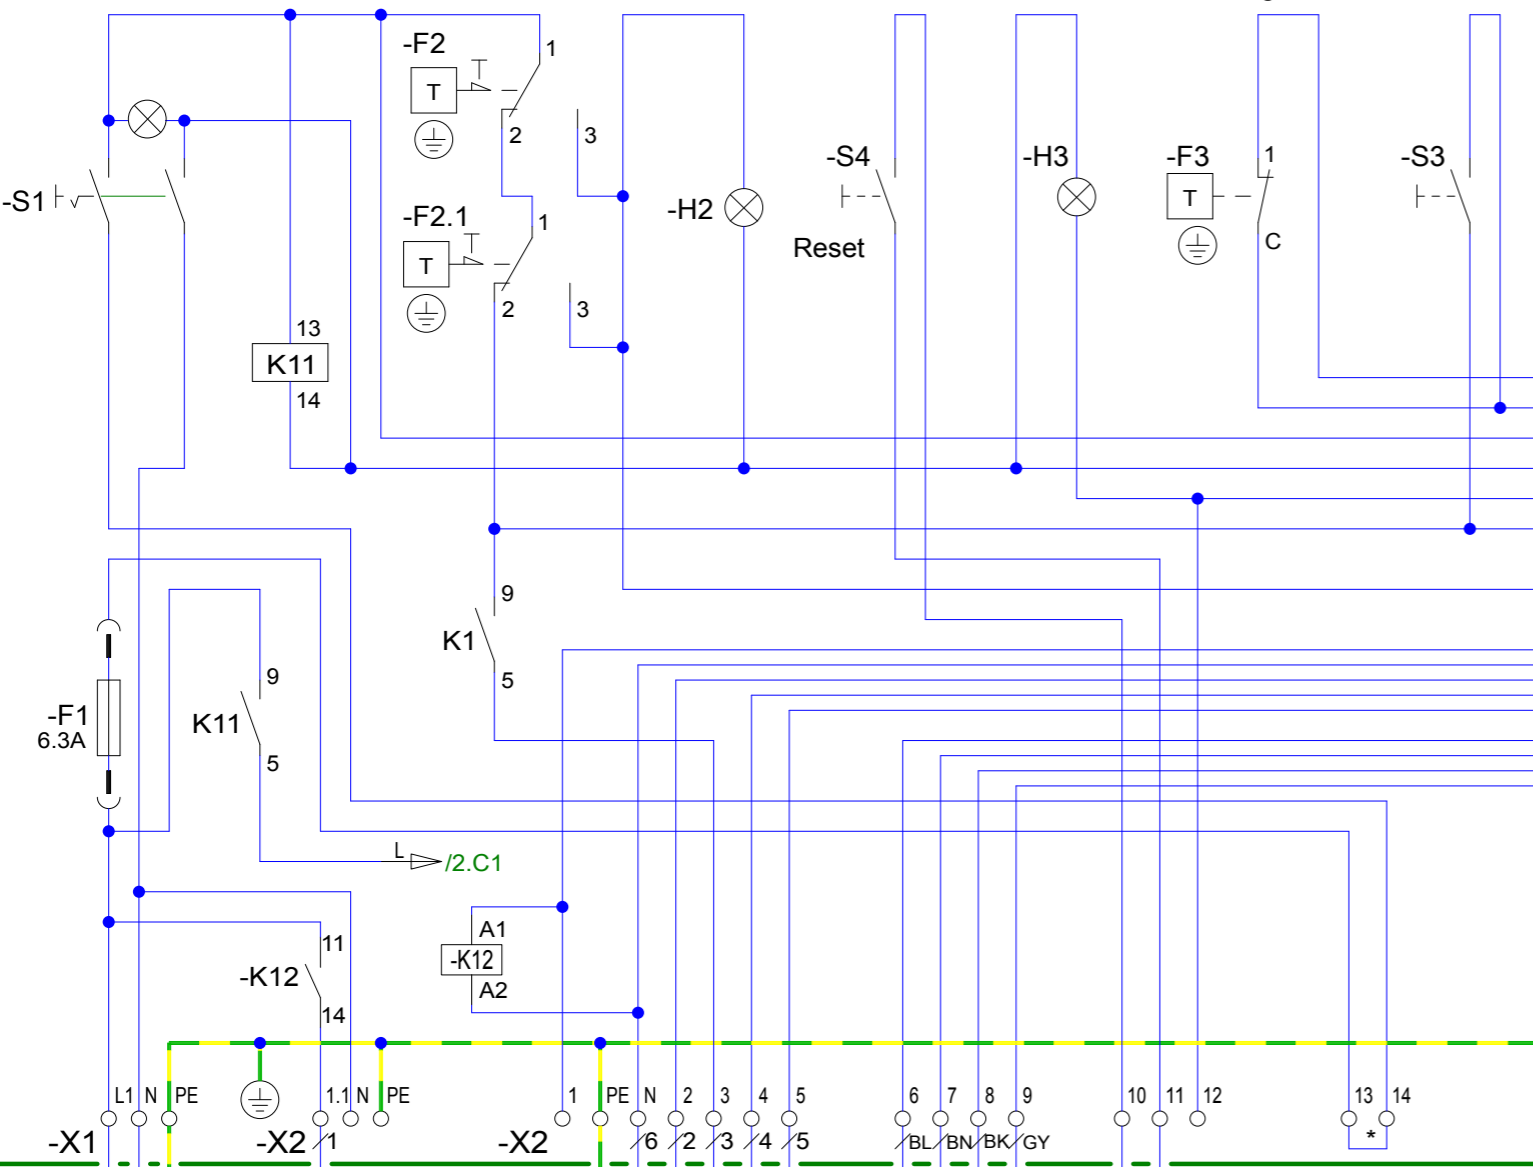 -F2
1
T
2
3
-S1
-F2.1
1
T
2
3
-H2
-S4
Reset
-H3
-F3
1
T
C
-S3
13
K11
14
9
K1
5
-F1
6.3A
9
K11
5
L
/2.C1
11
-K12
14
A1
-K12
A2
L1 N PE
1.1 N PE
1 PE N 2 3 4 5
6 7 8 9
10 11 12
13 14
-X1
-X2 1
-X2
6 2 3 4 5
BL BN BK GY
*